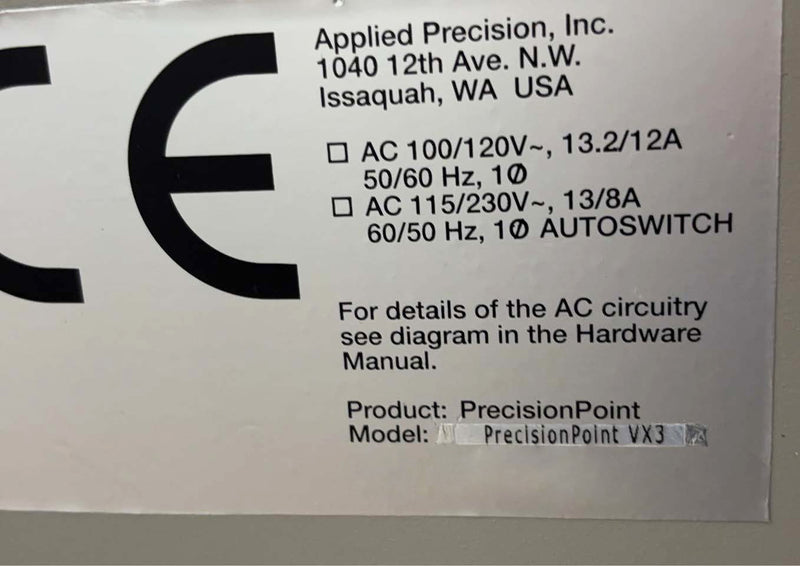 CE
Applied Precision, Inc.
1040 12th Ave. N.W.
Issaquah, WA USA
☐ AC 100/120V~, 13.2/12A
50/60 Hz, 1Ø
☐ AC 115/230V~, 13/8A
60/50 Hz, 1Ø AUTOSWITCH
For details of the AC circuitry
see diagram in the Hardware
Manual.
Product: PrecisionPoint
Model: PrecisionPoint VX3